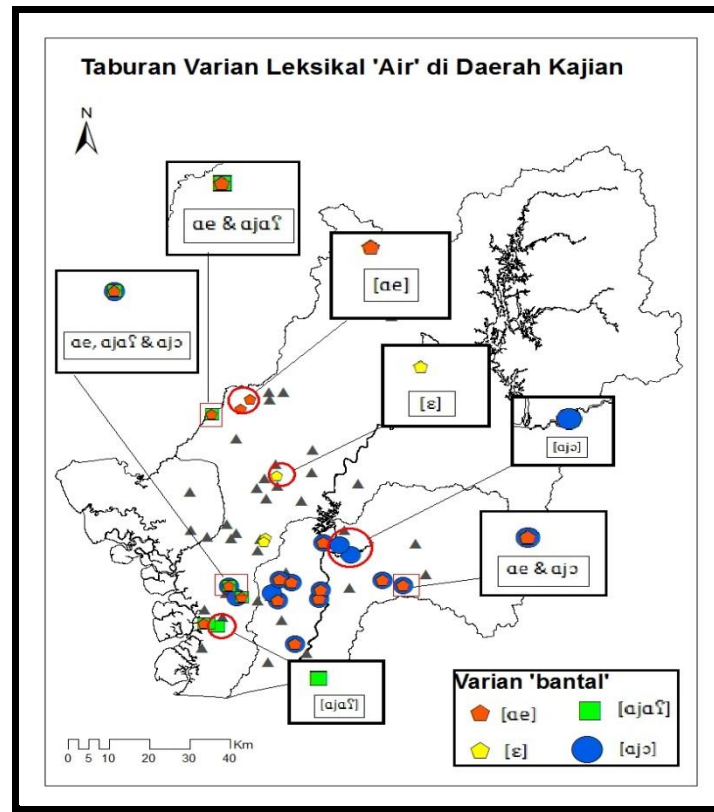 Taburan Varian Leksikal 'Air' di Daerah Kajian
N
ɑe & ɑjɑʕ
[ɑe]
ɑe, ɑjɑʕ & ɑjɔ
[ɛ]
[ɑjɔ]
ɑe & ɑjɔ
[ɑjɑʕ]
Varian 'bantal'
[ɑe] [ɑjɑʕ]
[ɛ] [ɑjɔ]
Km
0 5 10 20 30 40